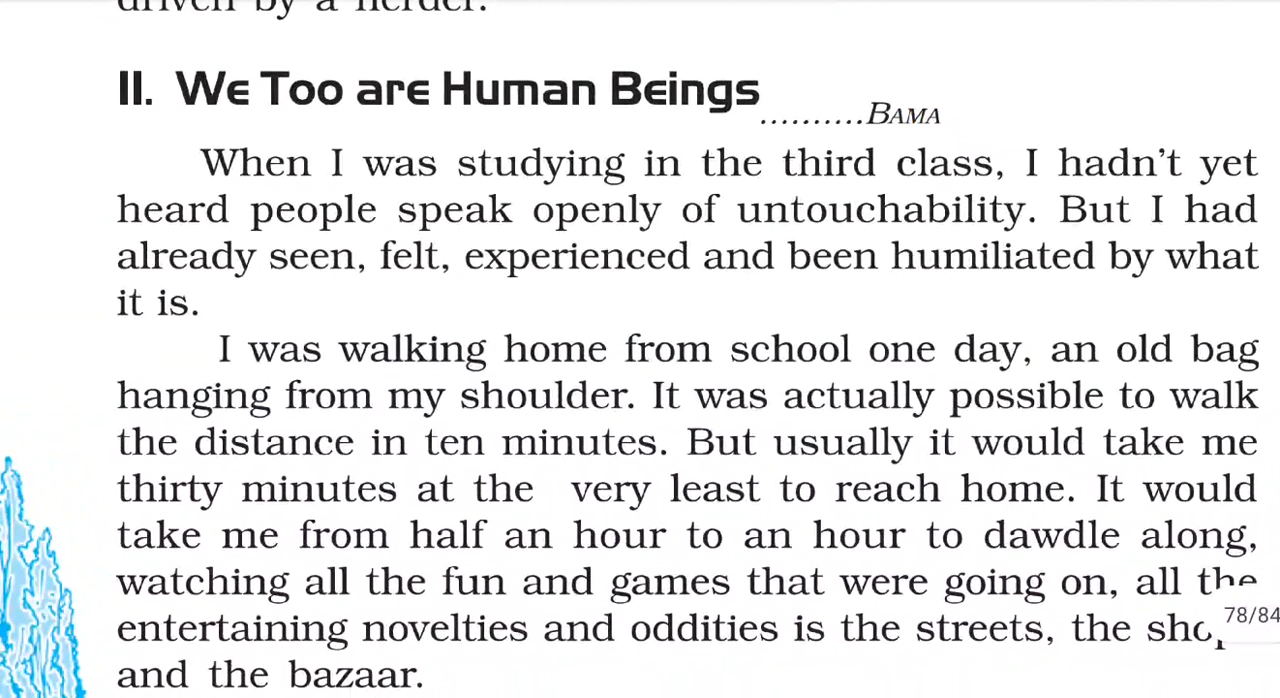 driven by a herder.
II. We Too are Human Beings
..........BAMA
When I was studying in the third class, I hadn't yet
heard people speak openly of untouchability. But I had
already seen, felt, experienced and been humiliated by what
it is.
I was walking home from school one day, an old bag
hanging from my shoulder. It was actually possible to walk
the distance in ten minutes. But usually it would take me
thirty minutes at the very least to reach home. It would
take me from half an hour to an hour to dawdle along,
watching all the fun and games that were going on, all the
entertaining novelties and oddities is the streets, the
78/84
and the bazaar.